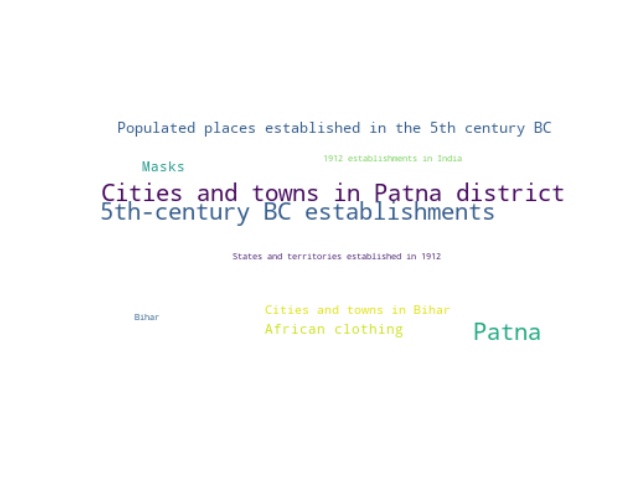 Populated places established in the 5th century BC
1912 establishments in India
Masks
Cities and towns in Patna district
5th-century BC establishments
States and territories established in 1912
Cities and towns in Bihar
Bihar
African clothing
Patna